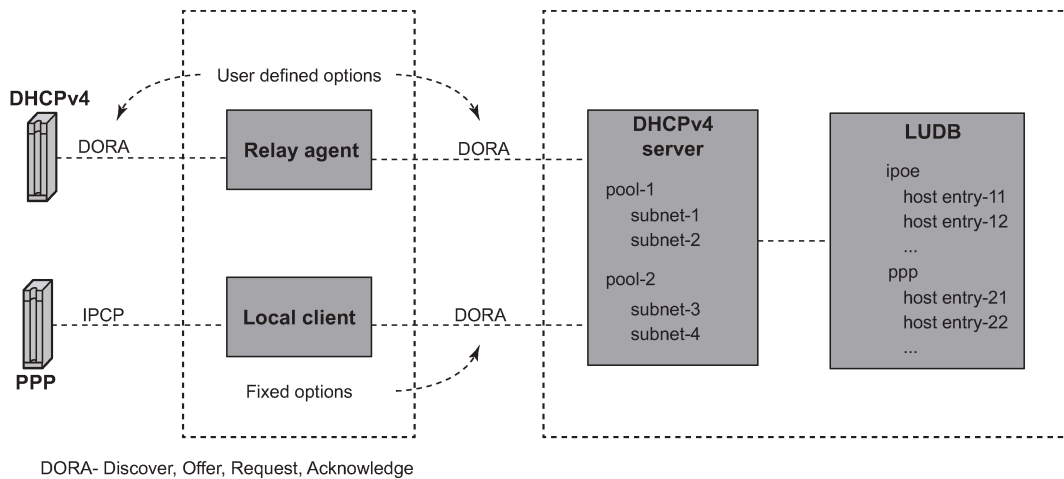 User defined options
DHCPv4
DORA
Relay agent
DORA
DHCPv4
server
pool-1
subnet-1
subnet-2
pool-2
subnet-3
subnet-4
LUDB
ipoe
host entry-11
host entry-12
...
ppp
host entry-21
host entry-22
...
IPCP
Local client
DORA
PPP
Fixed options
DORA- Discover, Offer, Request, Acknowledge